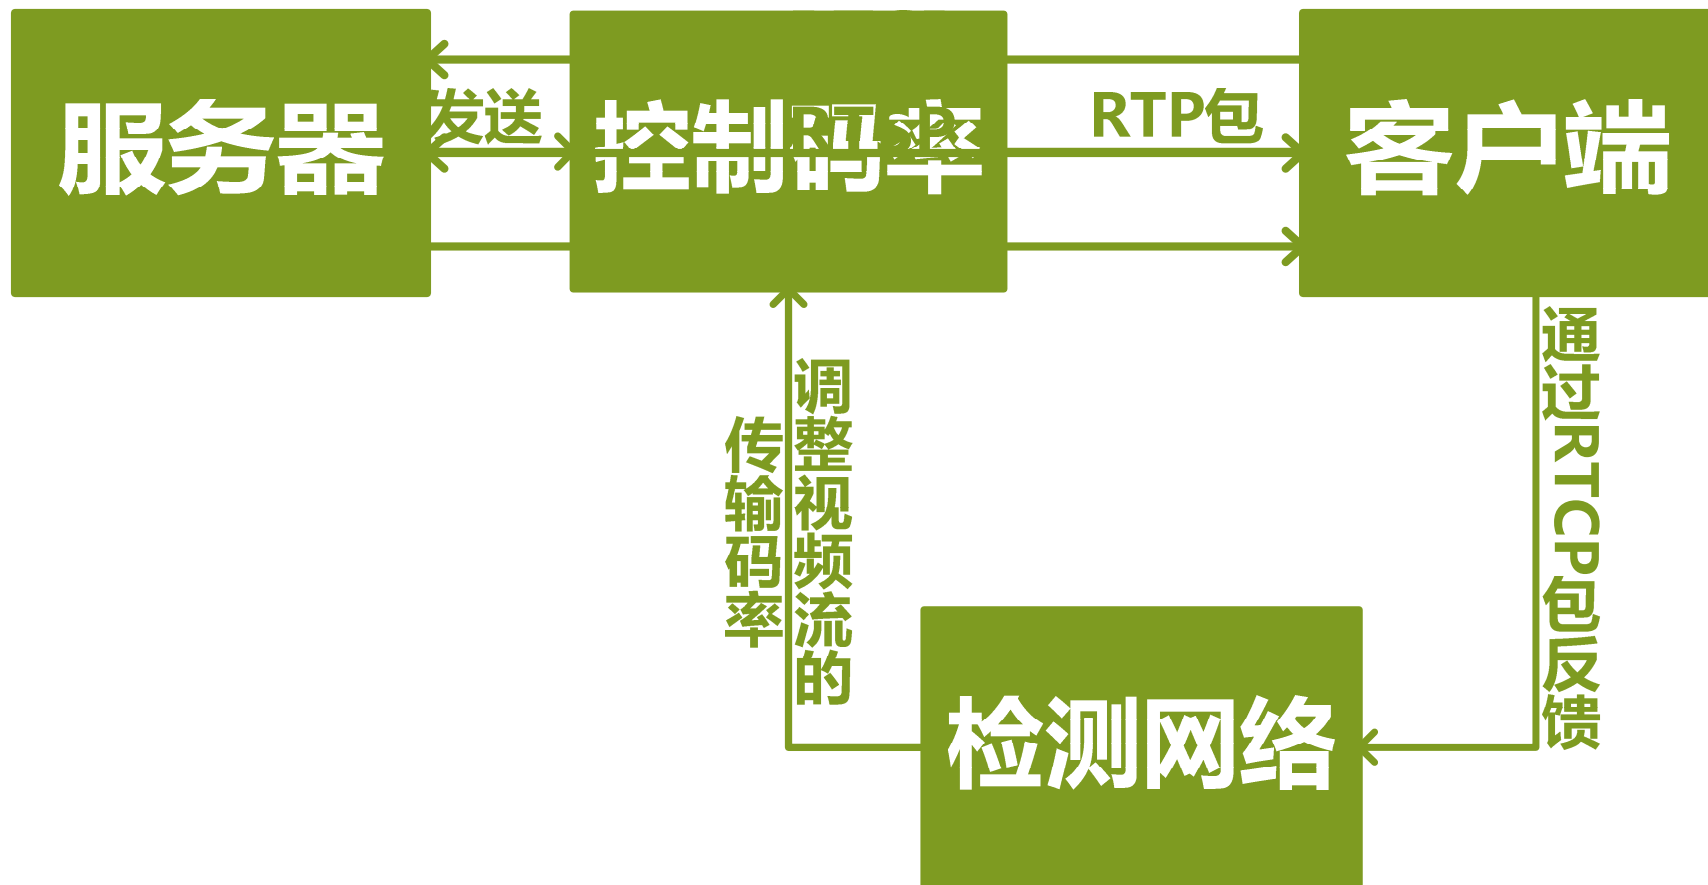 服务器
发送
控制码率
RTSP
RTP包
客户端
调整视频流的
传输码率
通过RTCP包反馈
检测网络